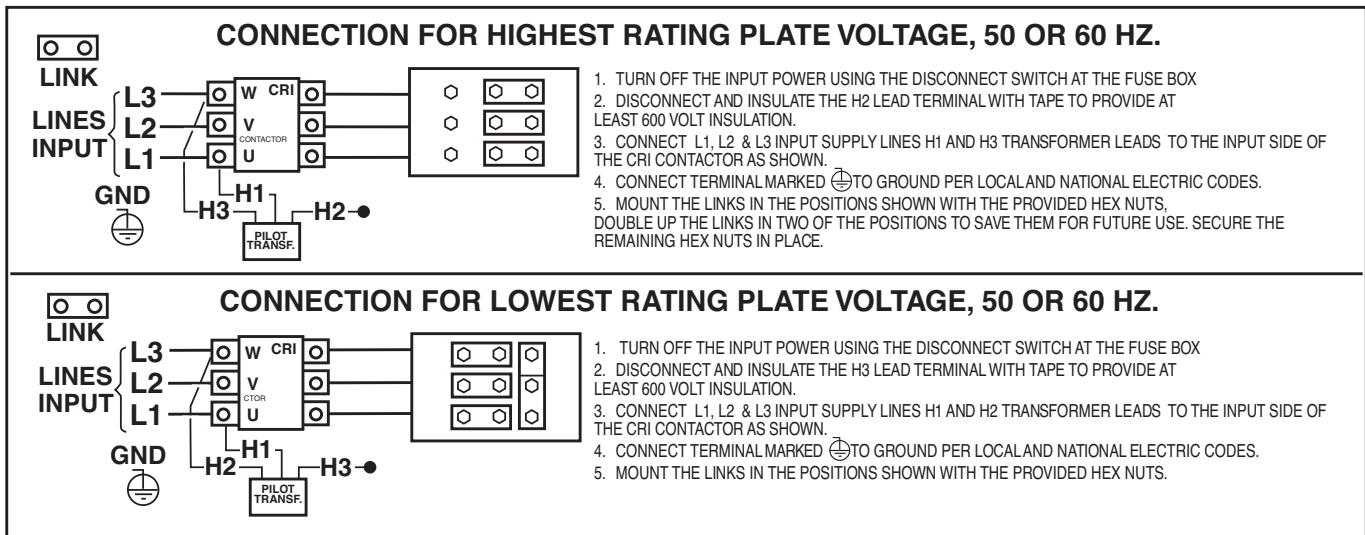 CONNECTION FOR HIGHEST RATING PLATE VOLTAGE, 50 OR 60 HZ.
LINK
LINES
INPUT
L3
L2
L1
GND
W CRI
V
CONTACTOR
U
H1
H3
H2
PILOT
TRANSF.
1. TURN OFF THE INPUT POWER USING THE DISCONNECT SWITCH AT THE FUSE BOX
2. DISCONNECT AND INSULATE THE H2 LEAD TERMINAL WITH TAPE TO PROVIDE AT
LEAST 600 VOLT INSULATION.
3. CONNECT L1, L2 & L3 INPUT SUPPLY LINES H1 AND H3 TRANSFORMER LEADS TO THE INPUT SIDE OF
THE CRI CONTACTOR AS SHOWN.
4. CONNECT TERMINAL MARKED TO GROUND PER LOCAL AND NATIONAL ELECTRIC CODES.
5. MOUNT THE LINKS IN THE POSITIONS SHOWN WITH THE PROVIDED HEX NUTS,
DOUBLE UP THE LINKS IN TWO OF THE POSITIONS TO SAVE THEM FOR FUTURE USE. SECURE THE
REMAINING HEX NUTS IN PLACE.
CONNECTION FOR LOWEST RATING PLATE VOLTAGE, 50 OR 60 HZ.
LINK
LINES
INPUT
L3
L2
L1
GND
W CRI
V
CTOR
U
H1
H2
H3
PILOT
TRANSF.
1. TURN OFF THE INPUT POWER USING THE DISCONNECT SWITCH AT THE FUSE BOX
2. DISCONNECT AND INSULATE THE H3 LEAD TERMINAL WITH TAPE TO PROVIDE AT
LEAST 600 VOLT INSULATION.
3. CONNECT L1, L2 & L3 INPUT SUPPLY LINES H1 AND H2 TRANSFORMER LEADS TO THE INPUT SIDE OF
THE CRI CONTACTOR AS SHOWN.
4. CONNECT TERMINAL MARKED TO GROUND PER LOCAL AND NATIONAL ELECTRIC CODES.
5. MOUNT THE LINKS IN THE POSITIONS SHOWN WITH THE PROVIDED HEX NUTS.